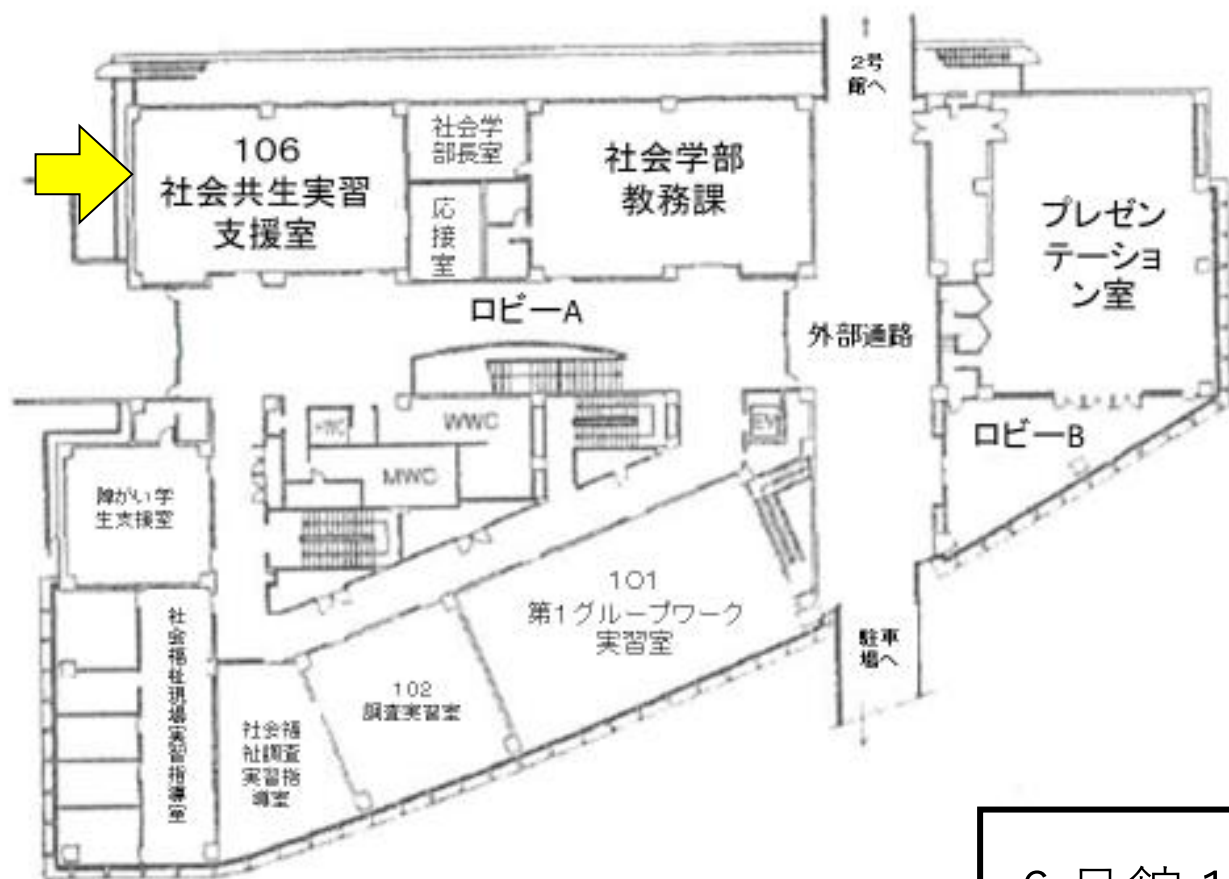 2号
館へ
106
社会共生実習
支援室
社会学
部長室
社会学部
教務課
応
接
室
プレゼン
テーショ
ン室
ロビーA
外部通路
WWC
MWC
EV
ロビーB
障がい学
生支援室
101
第1グループワーク
実習室
駐車
場へ
102
調査実習室
社会福祉現場実習指導室
社会福
祉調査
実習指
導室